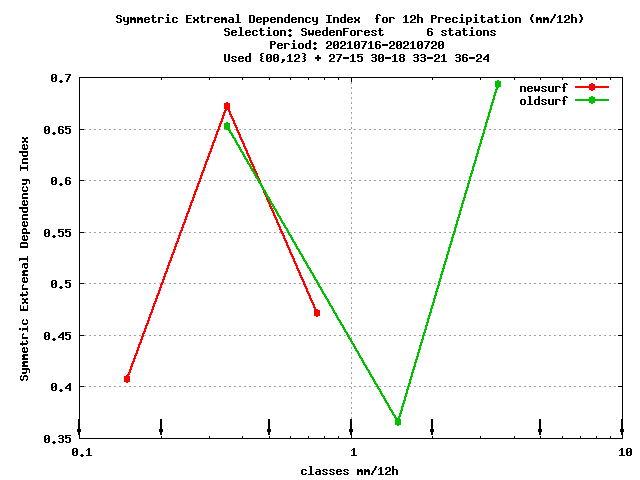 Symmetric Extremal Dependency Index  for 12h Precipitation (mm/12h)
Selection: SwedenForest      6 stations
Period: 20210716-20210720
Used {00,12} + 27-15 30-18 33-21 36-24
newsurf
oldsurf
Symmetric Extremal Dependency Index
0.7
0.65
0.6
0.55
0.5
0.45
0.4
0.35
0.1 1 10
classes mm/12h